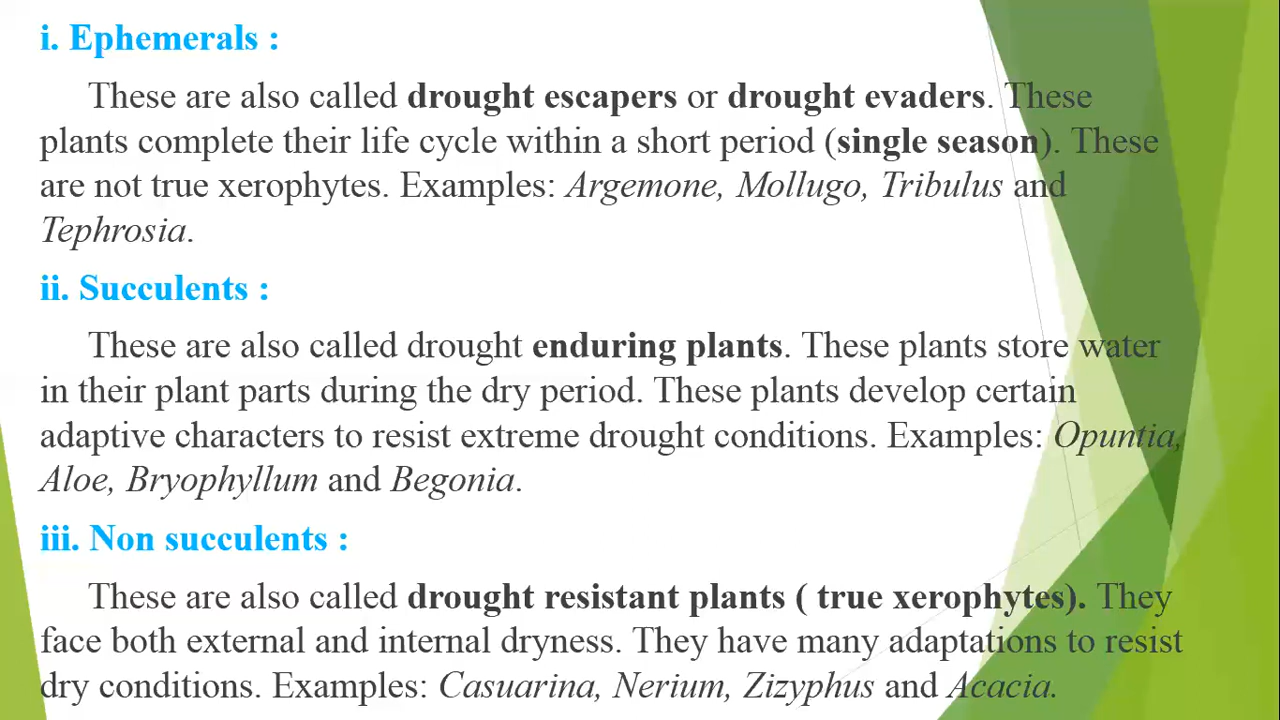 i. Ephemerals :
These are also called drought escapers or drought evaders. These
plants complete their life cycle within a short period (single season). These
are not true xerophytes. Examples: Argemone, Mollugo, Tribulus and
Tephrosia.
ii. Succulents :
These are also called drought enduring plants. These plants store water
in their plant parts during the dry period. These plants develop certain
adaptive characters to resist extreme drought conditions. Examples: Opuntia,
Aloe, Bryophyllum and Begonia.
iii. Non succulents :
These are also called drought resistant plants ( true xerophytes). They
face both external and internal dryness. They have many adaptations to resist
dry conditions. Examples: Casuarina, Nerium, Zizyphus and Acacia.